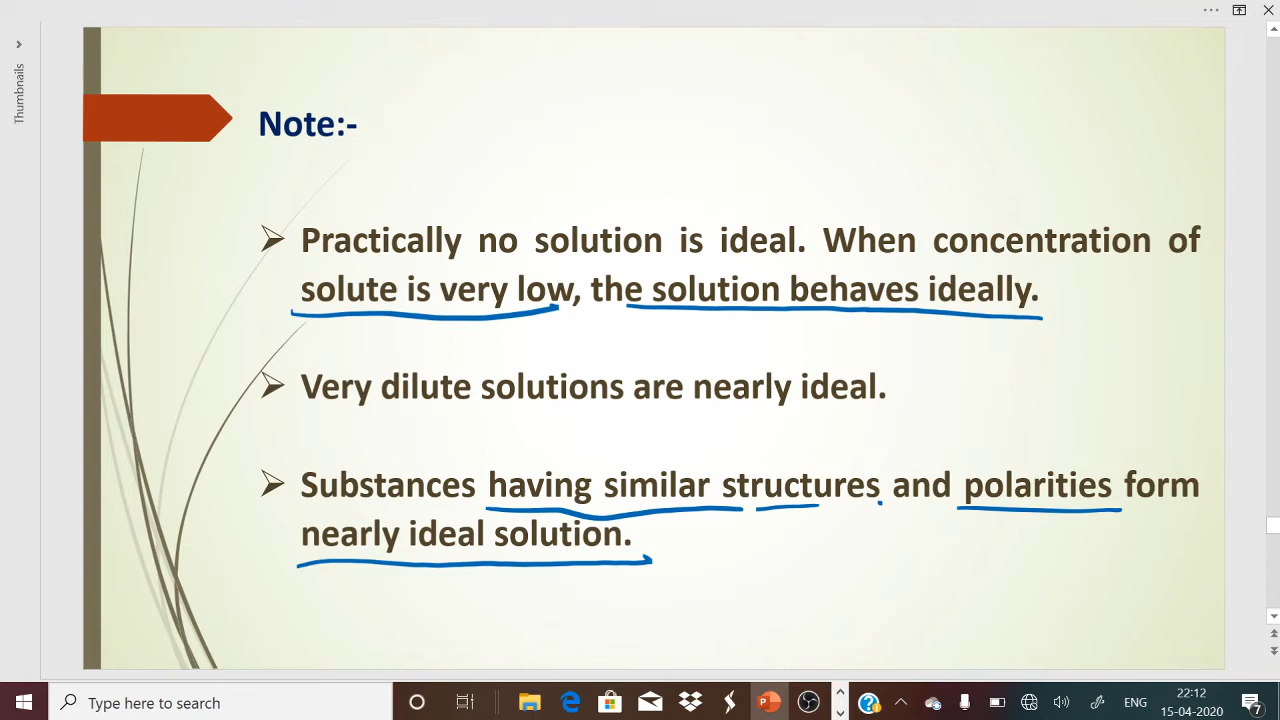 Thumbnails
Note:-
Practically no solution is ideal. When concentration of
solute is very low, the solution behaves ideally.
Very dilute solutions are nearly ideal.
Substances having similar structures and polarities form
nearly ideal solution.
Type here to search
ENG
22:12
15-04-2020
7